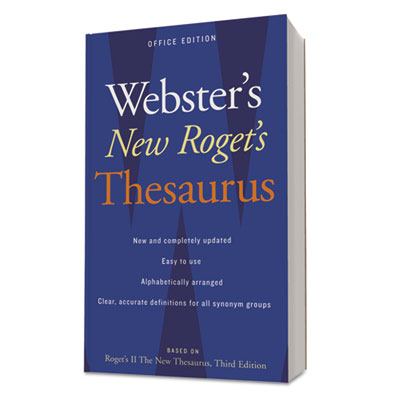 OFFICE EDITION
Webster's
New Roget's
Thesaurus
New and completely updated
Easy to use
Alphabetically arranged
Clear, accurate definitions for all synonym groups
BASED ON
Roget's II The New Thesaurus, Third Edition